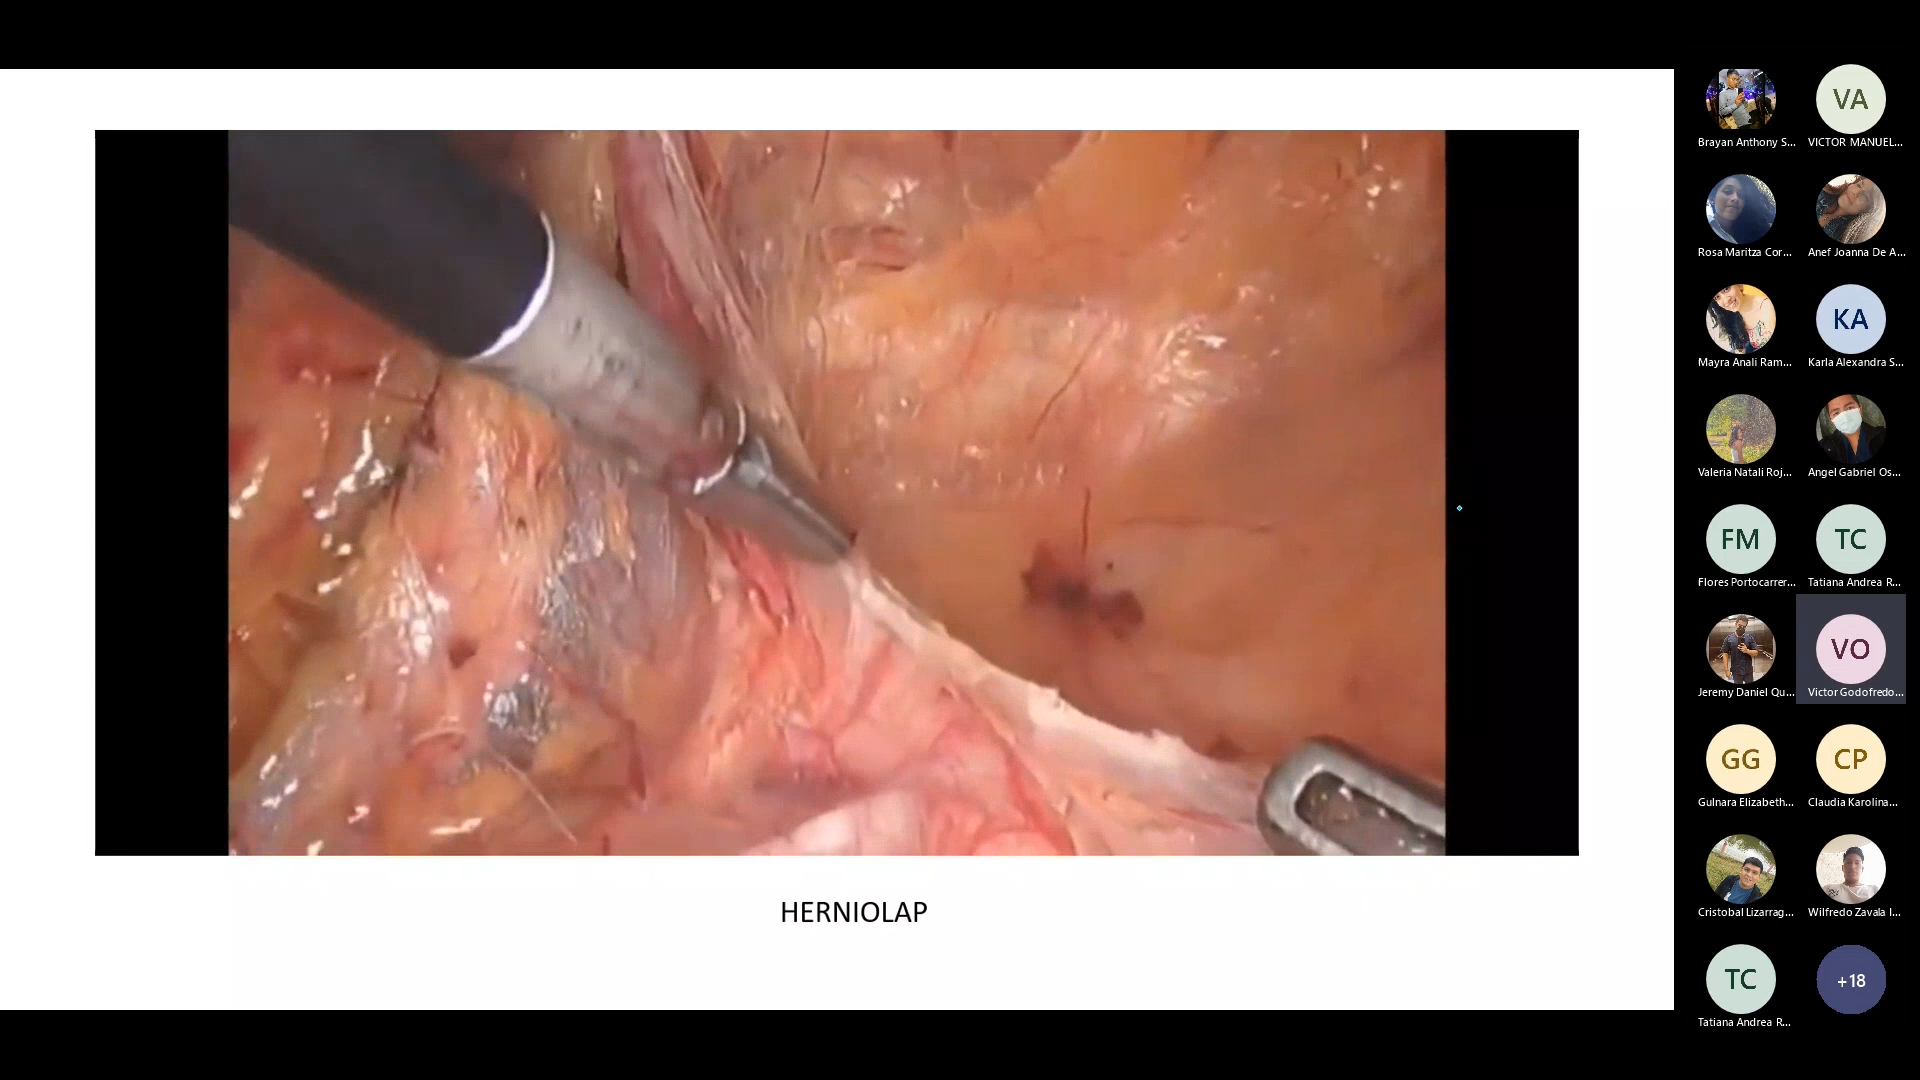 HERNIOLAP
VA
Brayan Anthony S...
VICTOR MANUEL...
Rosa Maritza Cor...
Anef Joanna De A...
KA
Mayra Anali Ram...
Karla Alexandra S...
Valeria Natali Roj...
Angel Gabriel Os...
FM
TC
Flores Portocarrer...
Tatiana Andrea R...
VO
Jeremy Daniel Qu...
Victor Godofredo...
GG
CP
Gulnara Elizabeth...
Claudia Karolina...
Cristobal Lizarrag...
Wilfredo Zavala I...
TC
+18
Tatiana Andrea R...